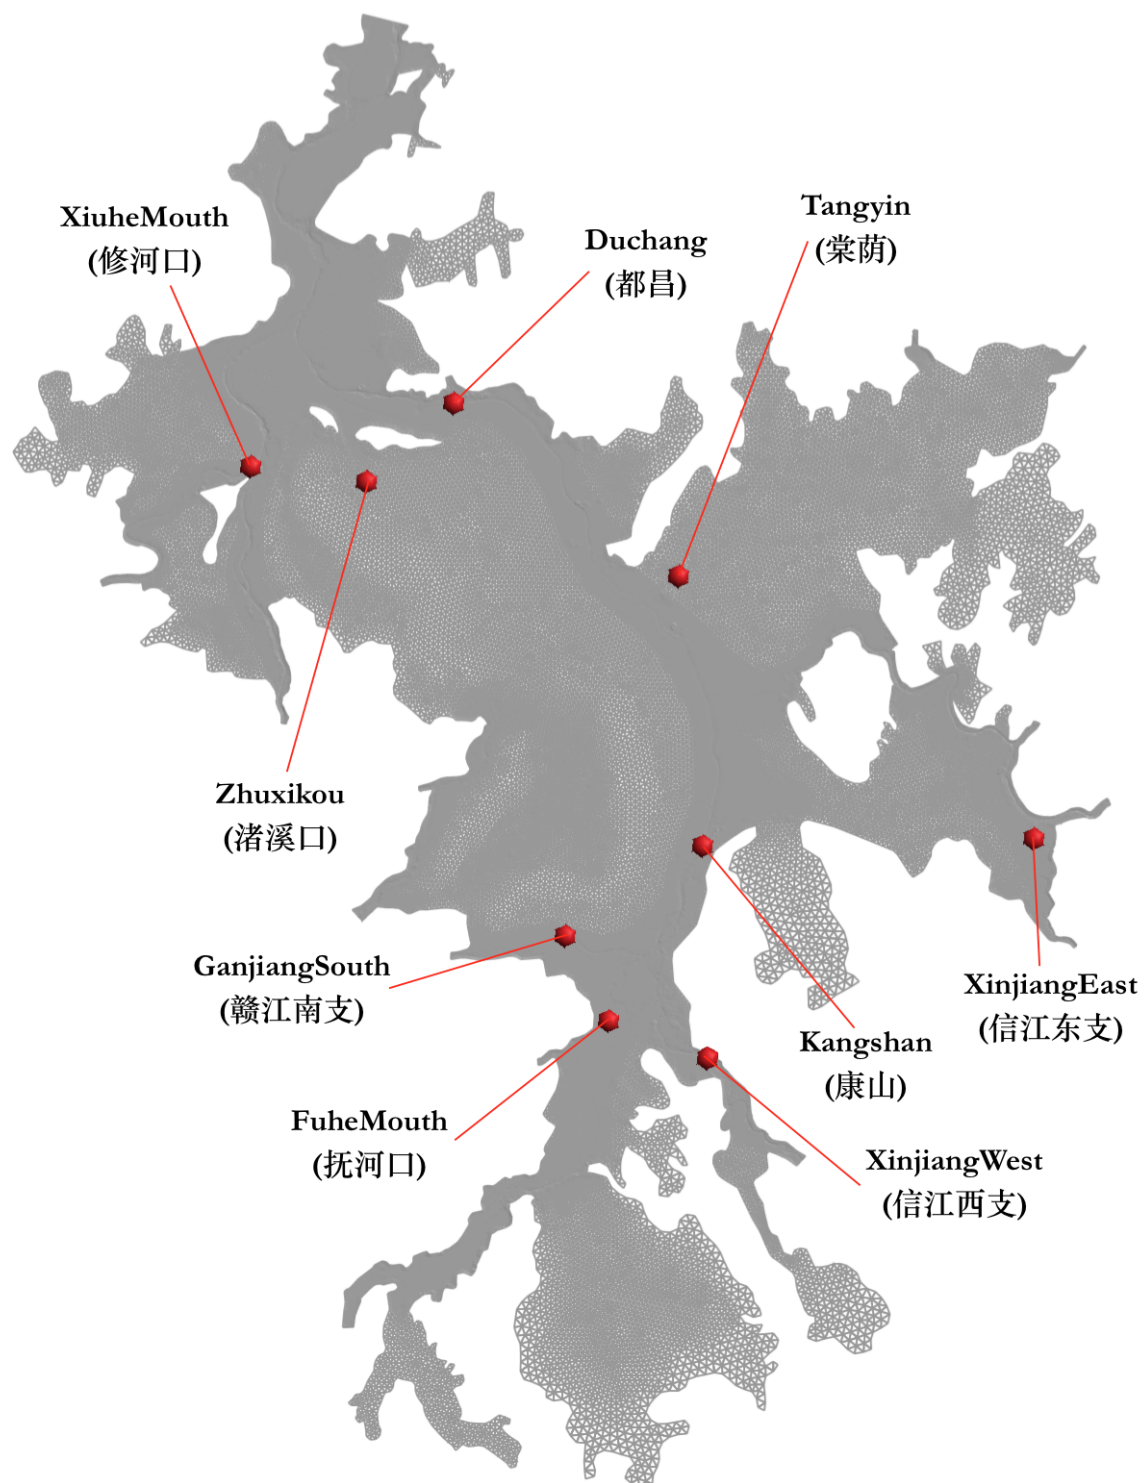 Tangyin
(棠荫)
XiuheMouth
(修河口)
Duchang
(都昌)
Zhuxikou
(渚溪口)
GanjiangSouth
(赣江南支)
XinjiangEast
(信江东支)
Kangshan
(康山)
FuheMouth
(抚河口)
XinjiangWest
(信江西支)